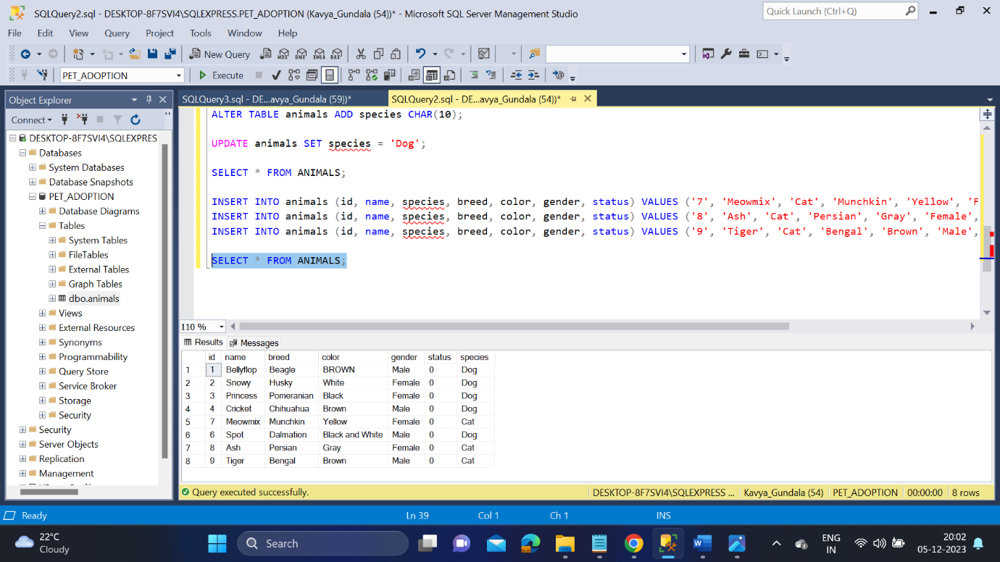 SQLQuery2.sql - DESKTOP-8F7SVI4\SQLEXPRESS.PET_ADOPTION (Kavya_Gundala (54))* - Microsoft SQL Server Management Studio
Quick Launch (Ctrl+Q)
File Edit View Query Project Tools Window Help
New Query MDX DMX XMLA DAX
PET_ADOPTION Execute
Object Explorer
Connect
DESKTOP-8F7SVI4\SQLEXPRES
Databases
System Databases
Database Snapshots
PET_ADOPTION
Database Diagrams
Tables
System Tables
FileTables
External Tables
Graph Tables
dbo.animals
Views
External Resources
Synonyms
Programmability
Query Store
Service Broker
Storage
Security
Security
Server Objects
Replication
Management
SQLQuery3.sql - DE...avya_Gundala (59))*
SQLQuery2.sql - DE...avya_Gundala (54))*
ALTER TABLE animals ADD species CHAR(10);
UPDATE animals SET species = 'Dog';
SELECT * FROM ANIMALS;
INSERT INTO animals (id, name, species, breed, color, gender, status) VALUES ('7', 'Meowmix', 'Cat', 'Munchkin', 'Yellow', 'F
INSERT INTO animals (id, name, species, breed, color, gender, status) VALUES ('8', 'Ash', 'Cat', 'Persian', 'Gray', 'Female',
INSERT INTO animals (id, name, species, breed, color, gender, status) VALUES ('9', 'Tiger', 'Cat', 'Bengal', 'Brown', 'Male',
SELECT * FROM ANIMALS;
110 %
Results Messages
id name breed color gender status species
1 1 Bellyflop Beagle BROWN Male 0 Dog
2 2 Snowy Husky White Female 0 Dog
3 3 Princess Pomeranian Black Female 0 Dog
4 4 Cricket Chihuahua Brown Male 0 Dog
5 7 Meowmix Munchkin Yellow Female 0 Cat
6 6 Spot Dalmation Black and White Male 0 Dog
7 8 Ash Persian Gray Female 0 Cat
8 9 Tiger Bengal Brown Male 0 Cat
Query executed successfully. DESKTOP-8F7SVI4\SQLEXPRESS ... Kavya_Gundala (54) PET_ADOPTION 00:00:00 8 rows
Ready Ln 39 Col 1 Ch 1 INS
22°C
Cloudy
Search
ENG
IN
20:02
05-12-2023